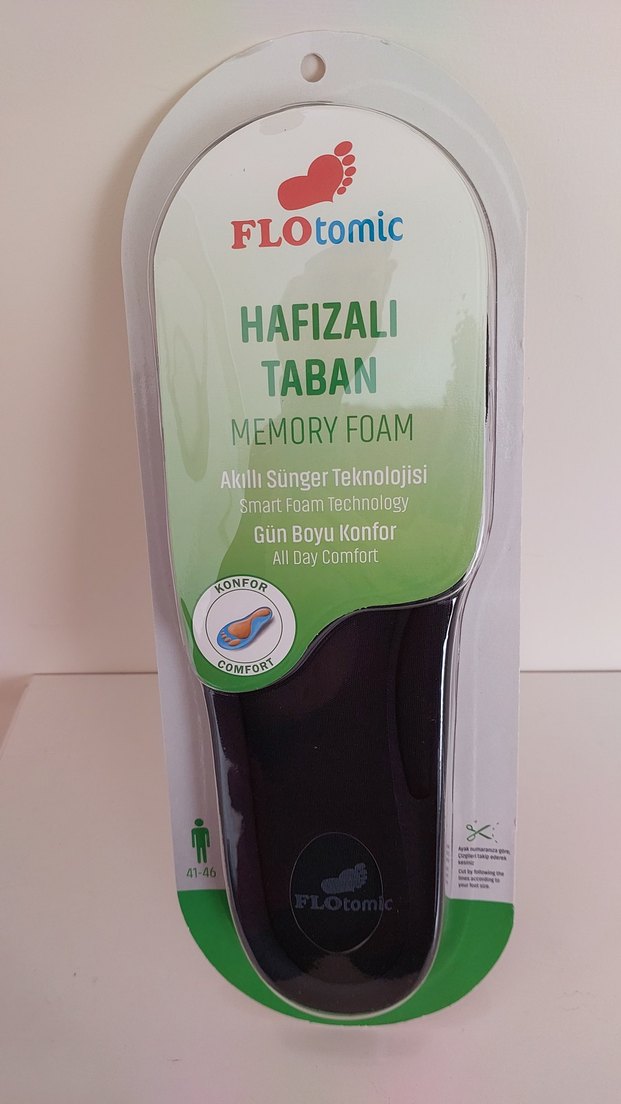 FLOtomic
HAFIZALI
TABAN
MEMORY FOAM
Akıllı Sünger Teknolojisi
Smart Foam Technology
Gün Boyu Konfor
All Day Comfort
KONFOR
COMFORT
41-46
Ayak numaranıza göre,
Çizgileri takip ederek
kesiniz
Cut by following the
lines according to
your foot size.
FLOtomic